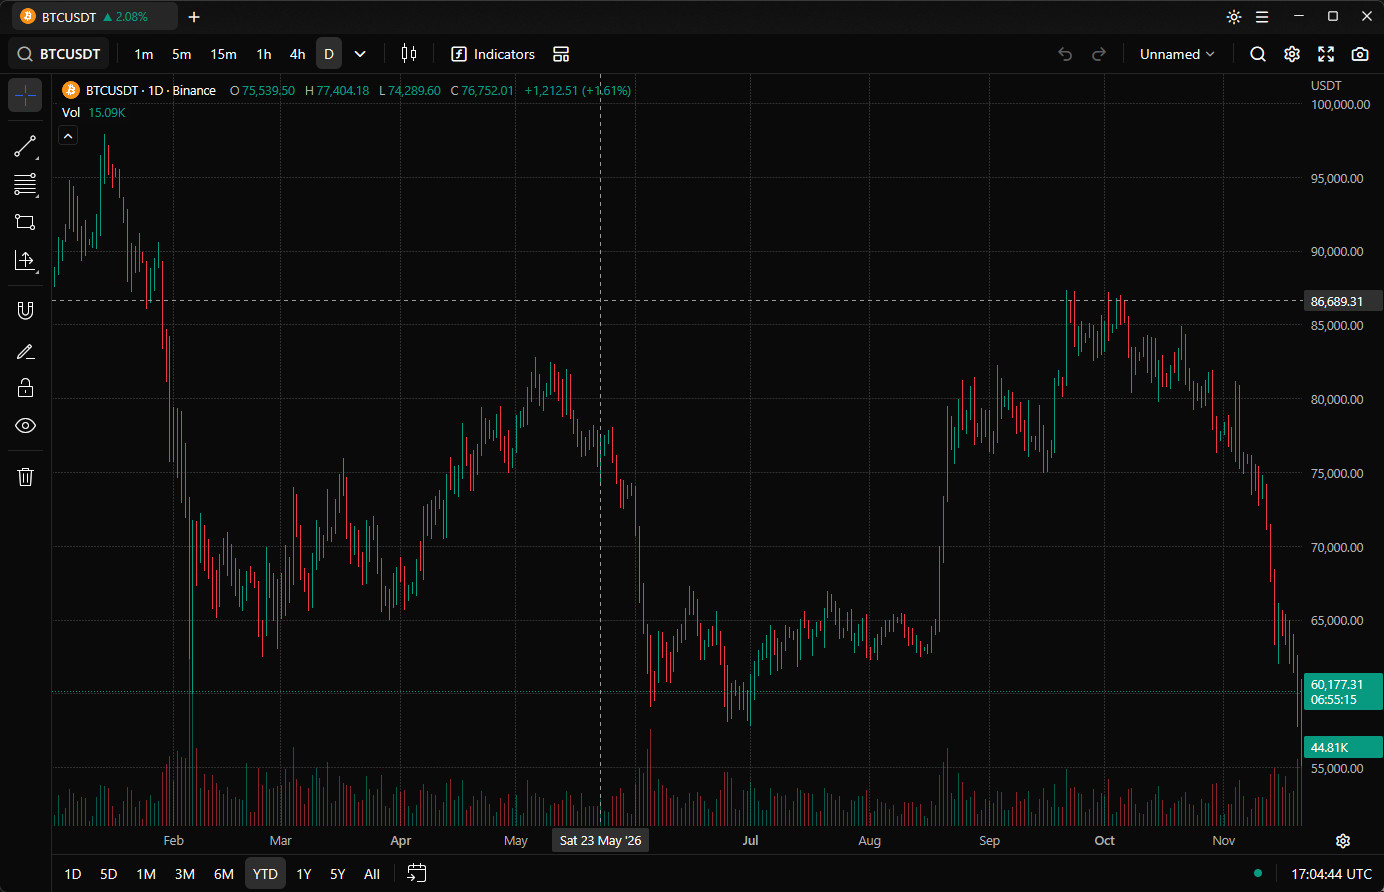 BTCUSDT ▲ 2.08% +
BTCUSDT 1m 5m 15m 1h 4h D Indicators Unnamed
BTCUSDT · 1D · Binance O 75,539.50 H 77,404.18 L 74,289.60 C 76,752.01 +1,212.51 (+1.61%) USDT
Vol 15.09K
100,000.00
95,000.00
90,000.00
86,689.31
85,000.00
80,000.00
75,000.00
70,000.00
65,000.00
60,177.31
06:55:15
44.81K
55,000.00
Feb Mar Apr May Sat 23 May '26 Jul Aug Sep Oct Nov
1D 5D 1M 3M 6M YTD 1Y 5Y All 17:04:44 UTC